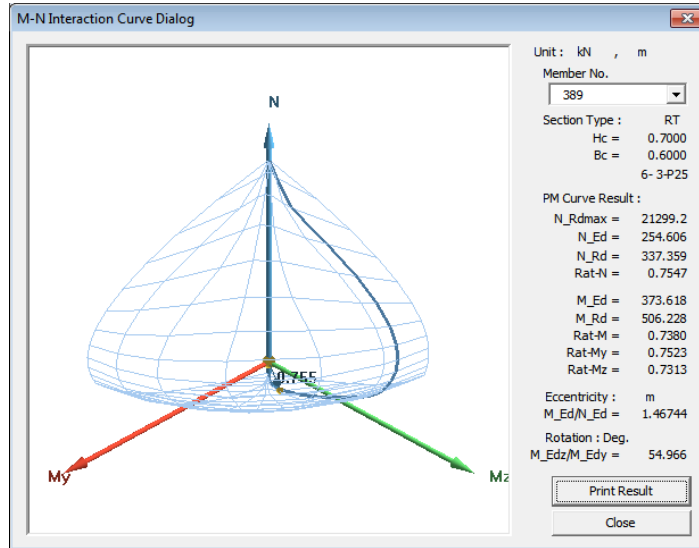 M-N Interaction Curve Dialog
N
0.755
My
Mz
Unit : kN , m
Member No.
389
Section Type : RT
Hc = 0.7000
Bc = 0.6000
6- 3-P25
PM Curve Result :
N_Rdmax = 21299.2
N_Ed = 254.606
N_Rd = 337.359
Rat-N = 0.7547
M_Ed = 373.618
M_Rd = 506.228
Rat-M = 0.7380
Rat-My = 0.7523
Rat-Mz = 0.7313
Eccentricity : m
M_Ed/N_Ed = 1.46744
Rotation : Deg.
M_Edz/M_Edy = 54.966
Print Result
Close